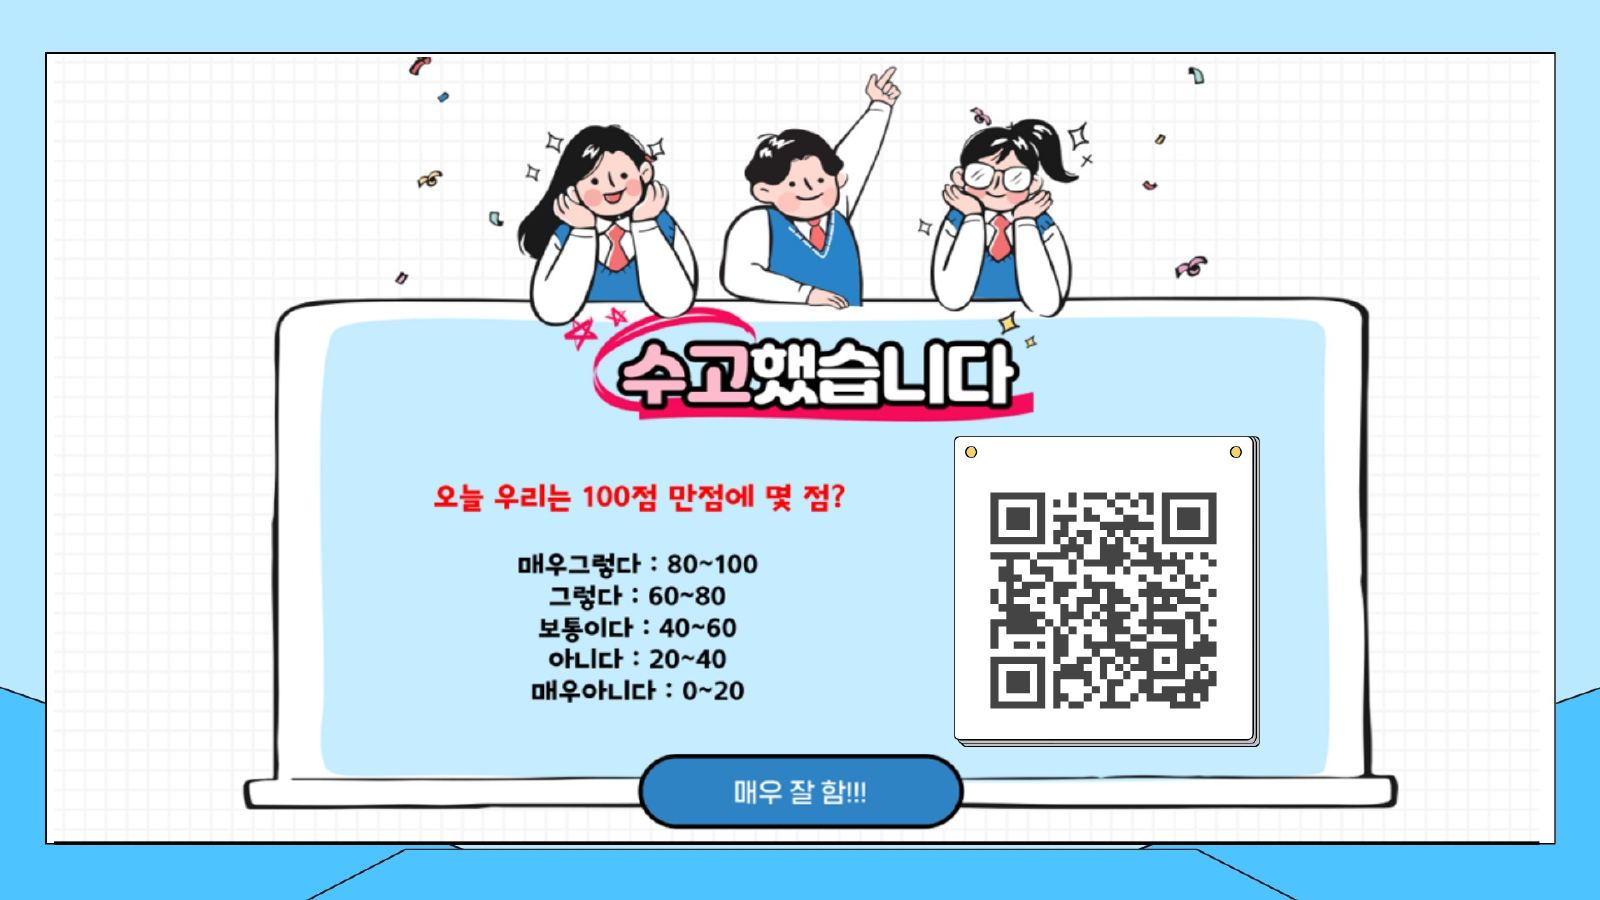 수고했습니다
오늘 우리는 100점 만점에 몇 점?
매우그렇다 : 80~100
그렇다 : 60~80
보통이다 : 40~60
아니다 : 20~40
매우아니다 : 0~20
매우 잘 함!!!